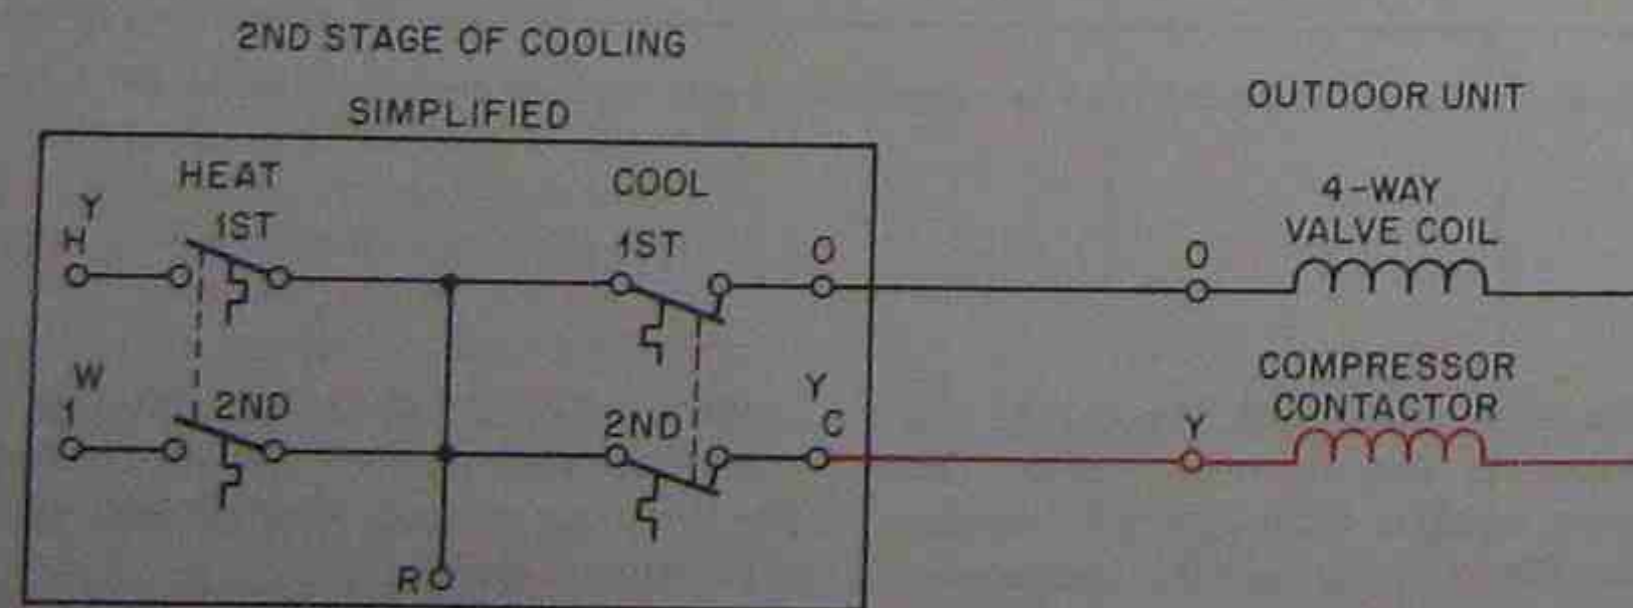 2ND STAGE OF COOLING
SIMPLIFIED
OUTDOOR UNIT
HEAT
COOL
4-WAY
VALVE COIL
Y
H
1ST
1ST
O
O
COMPRESSOR
CONTACTOR
W
1
2ND
2ND
Y
C
Y
R